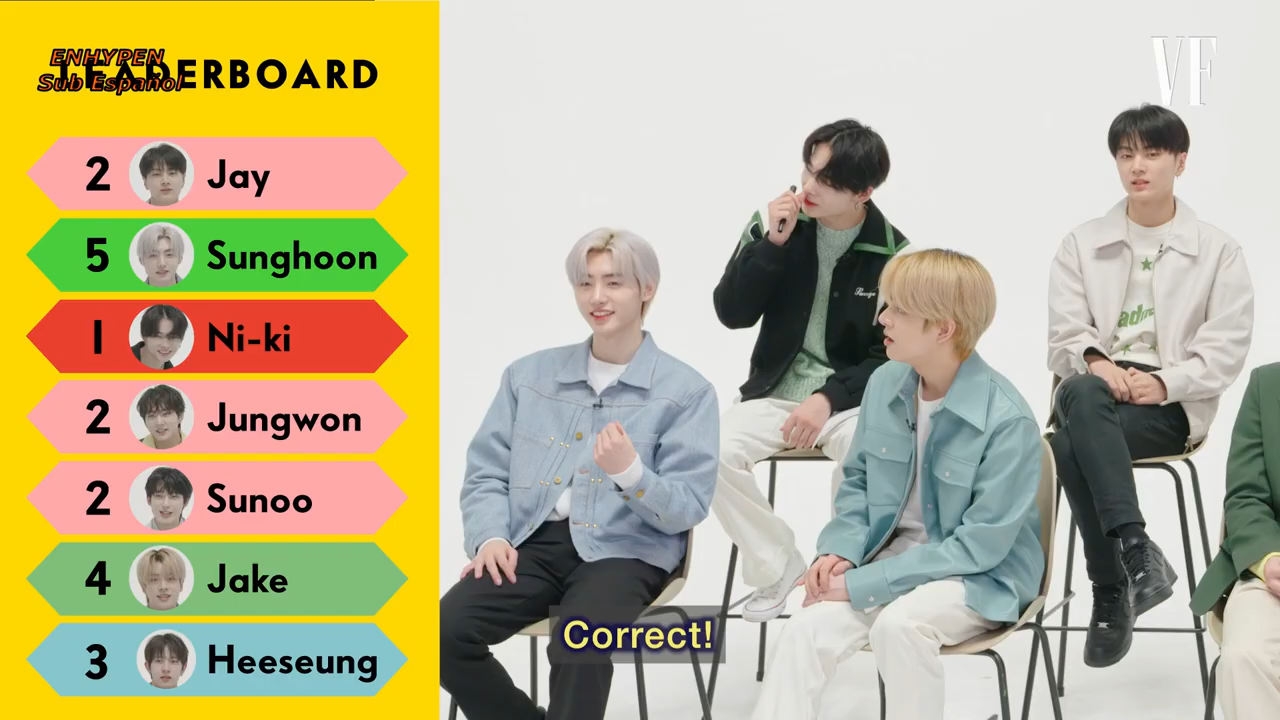 ENHYPEN
Sub Español
LEADERBOARD
2 Jay
5 Sunghoon
1 Ni-ki
2 Jungwon
2 Sunoo
4 Jake
3 Heeseung
VF
Correct!